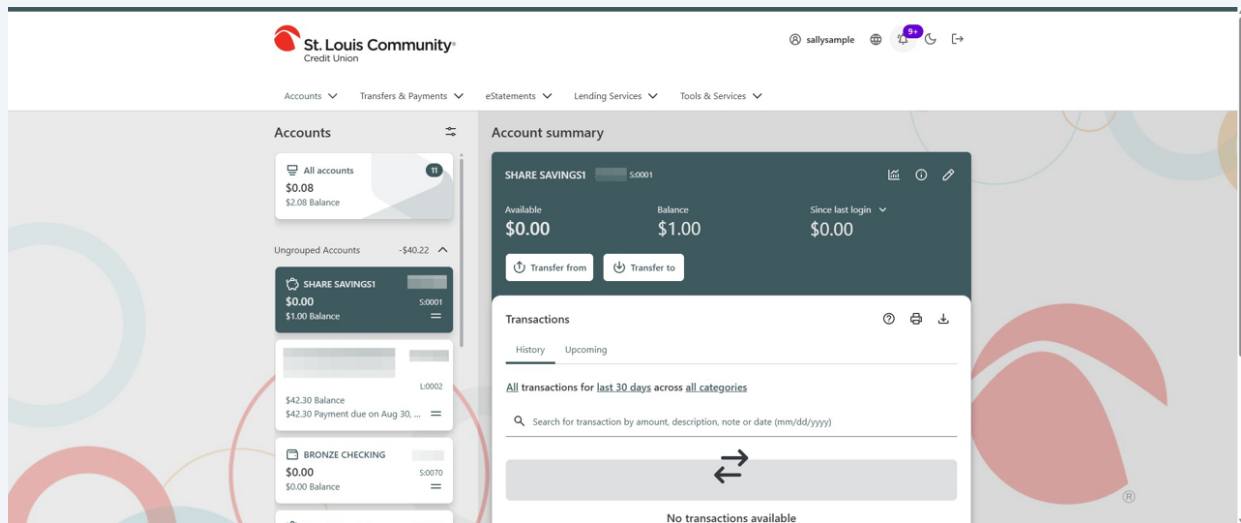 St. Louis Community®
Credit Union
sallysample
9+
Accounts
Transfers & Payments
eStatements
Lending Services
Tools & Services
Accounts
All accounts
11
$0.08
$2.08 Balance
Ungrouped Accounts
-$40.22
SHARE SAVINGS1
$0.00
S:0001
$1.00 Balance
L:0002
$42.30 Balance
$42.30 Payment due on Aug 30, ...
BRONZE CHECKING
$0.00
S:0070
$0.00 Balance
Account summary
SHARE SAVINGS1
S:0001
Available
Balance
Since last login
$0.00
$1.00
$0.00
Transfer from
Transfer to
Transactions
History
Upcoming
All transactions for last 30 days across all categories
Search for transaction by amount, description, note or date (mm/dd/yyyy)
No transactions available
®